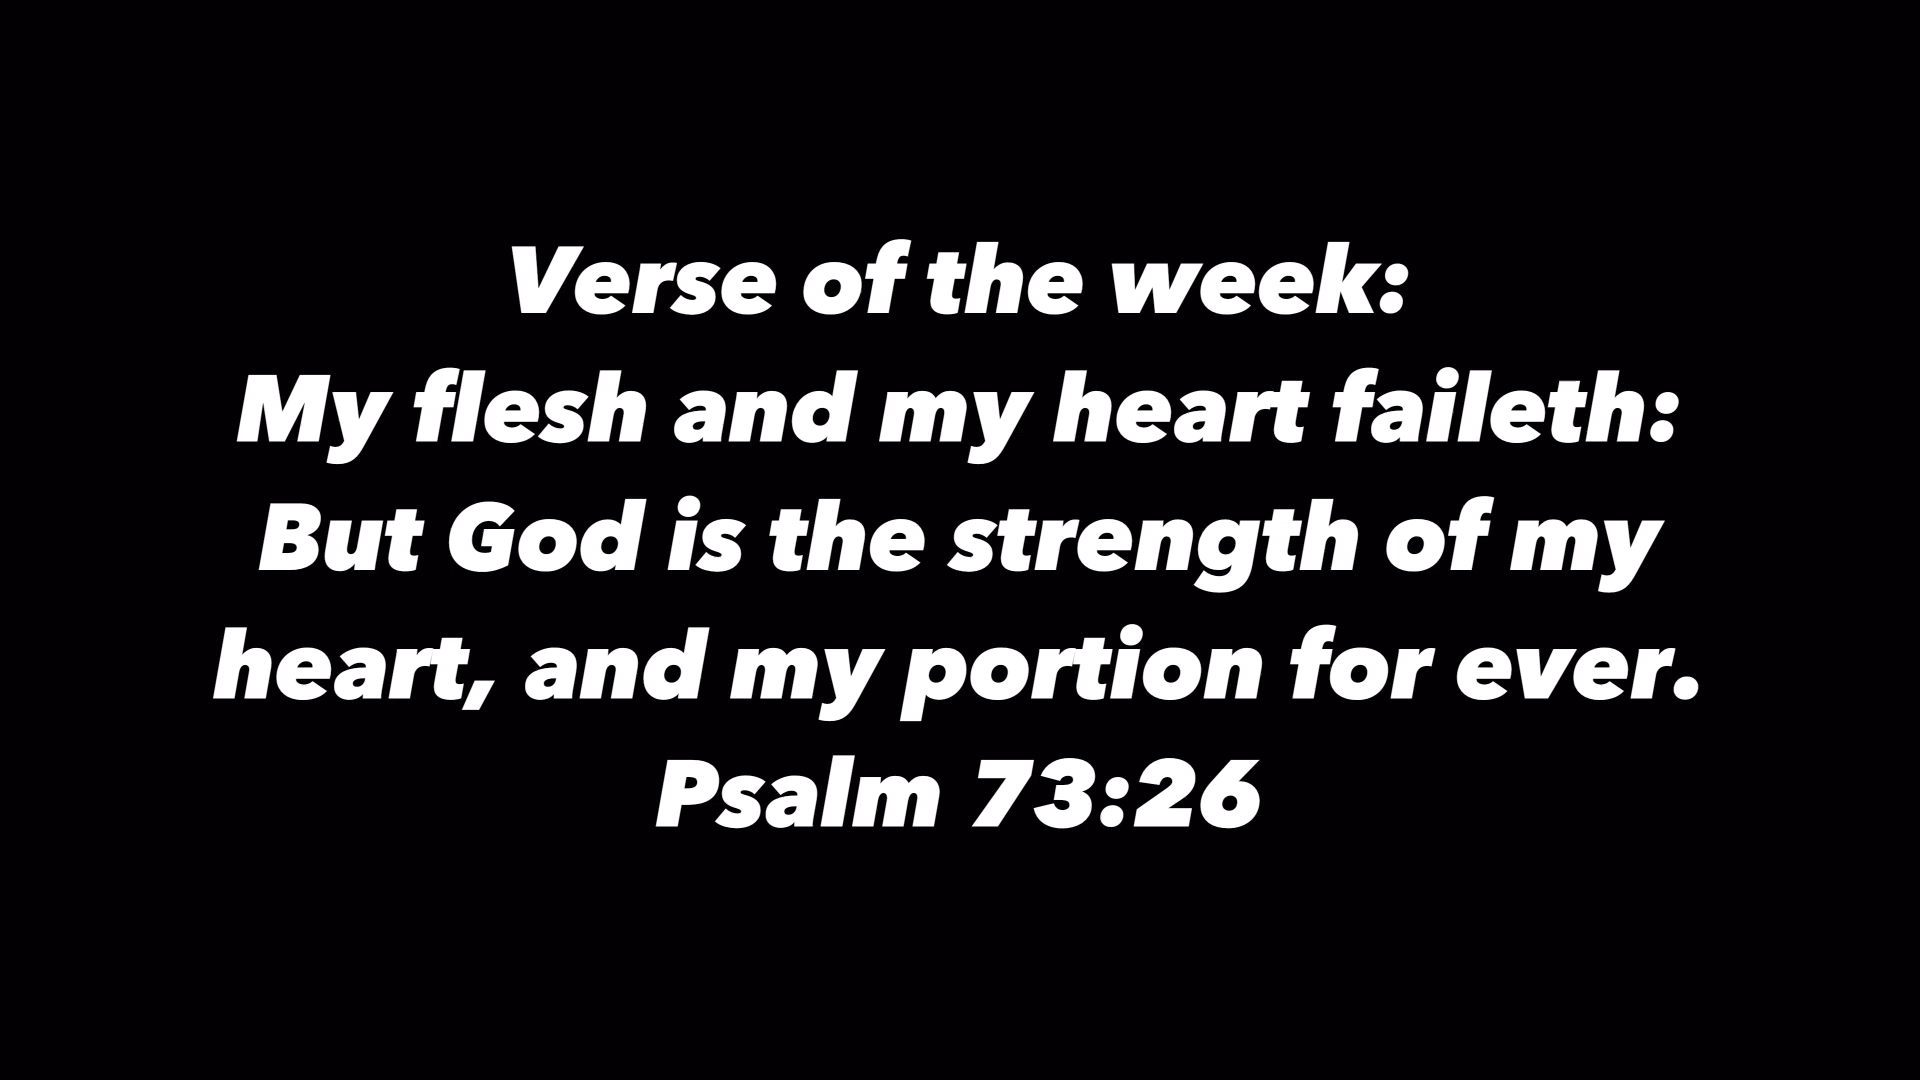 Verse of the week:
My flesh and my heart faileth:
But God is the strength of my
heart, and my portion for ever.
Psalm 73:26